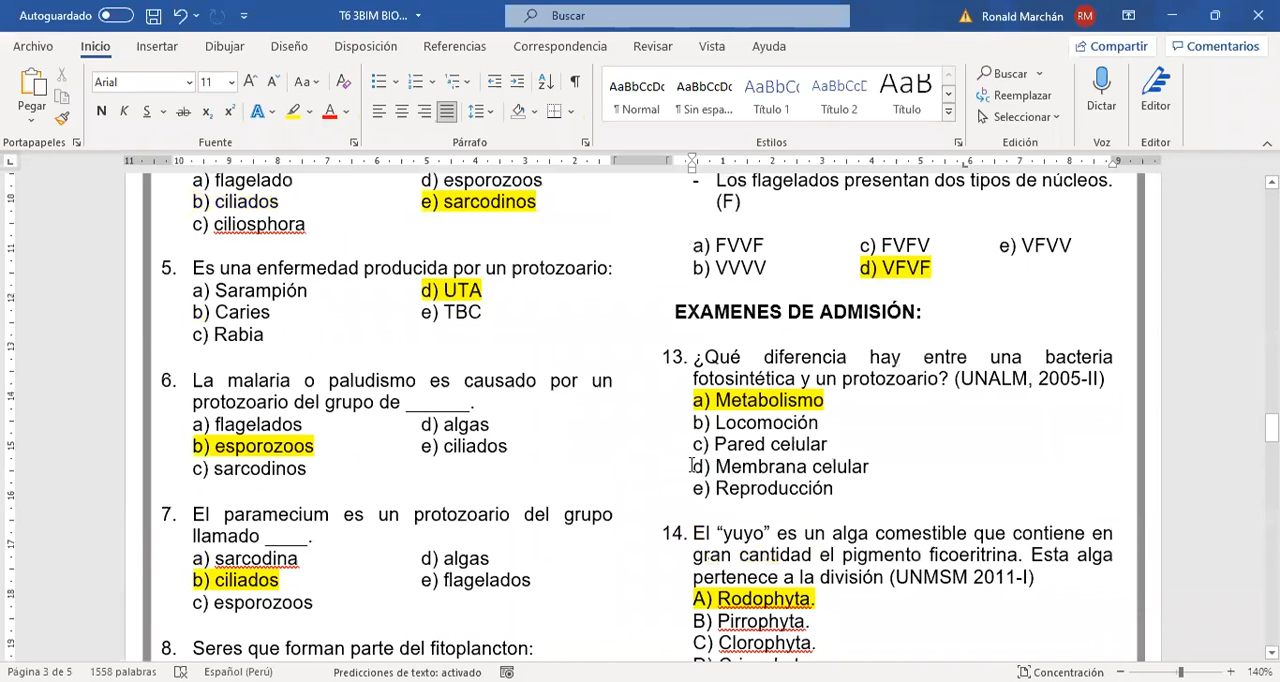 Autoguardado
T6 3BIM BIO...
Buscar
Ronald Marchán
RM
Archivo
Inicio
Insertar
Dibujar
Diseño
Disposición
Referencias
Correspondencia
Revisar
Vista
Ayuda
Compartir
Comentarios
Pegar
Portapapeles
Arial
11
Fuente
Párrafo
AaBbCcDc
¶ Normal
AaBbCcDc
¶ Sin espa...
AaBbC
Título 1
AaBbCcD
Título 2
AaB
Título
Estilos
Buscar
Reemplazar
Seleccionar
Edición
Dictar
Voz
Editor
Editor
a) flagelado
d) esporozoos
b) ciliados
e) sarcodinos
c) ciliosphora
5. Es una enfermedad producida por un protozoario:
a) Sarampión
d) UTA
b) Caries
e) TBC
c) Rabia
6. La malaria o paludismo es causado por un
protozoario del grupo de ______.
a) flagelados
d) algas
b) esporozoos
e) ciliados
c) sarcodinos
7. El paramecium es un protozoario del grupo
llamado ____.
a) sarcodina
d) algas
b) ciliados
e) flagelados
c) esporozoos
8. Seres que forman parte del fitoplancton:
- Los flagelados presentan dos tipos de núcleos.
(F)
a) FVVF
c) FVFV
e) VFVV
b) VVVV
d) VFVF
EXAMENES DE ADMISIÓN:
13. ¿Qué diferencia hay entre una bacteria
fotosintética y un protozoario? (UNALM, 2005-II)
a) Metabolismo
b) Locomoción
c) Pared celular
d) Membrana celular
e) Reproducción
14. El “yuyo” es un alga comestible que contiene en
gran cantidad el pigmento ficoeritrina. Esta alga
pertenece a la división (UNMSM 2011-I)
A) Rodophyta.
B) Pirrophyta.
C) Clorophyta.
Página 3 de 5
1558 palabras
Español (Perú)
Predicciones de texto: activado
Concentración
140%